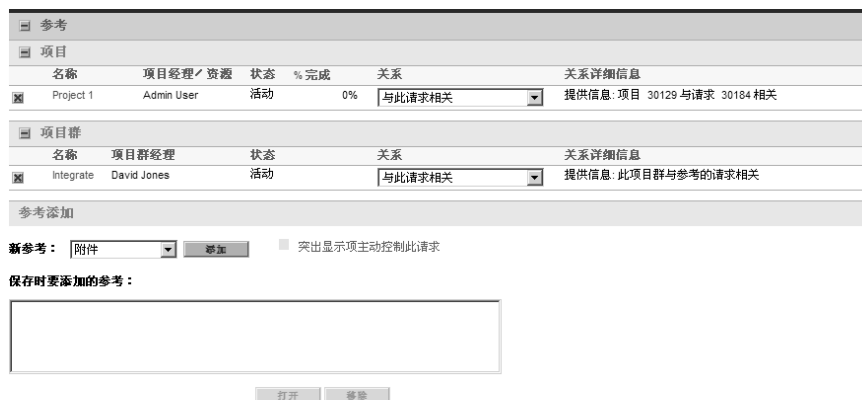 参考
项目
名称 项目经理/资源 状态 %完成 关系 关系详细信息
Project 1 Admin User 活动 0% 与此请求相关 提供信息: 项目 30129 与请求 30184 相关
项目群
名称 项目群经理 状态 关系 关系详细信息
Integrate David Jones 活动 与此请求相关 提供信息: 此项目群与参考的请求相关
参考添加
新参考： 附件 添加 突出显示项主动控制此请求
保存时要添加的参考：
打开 移除